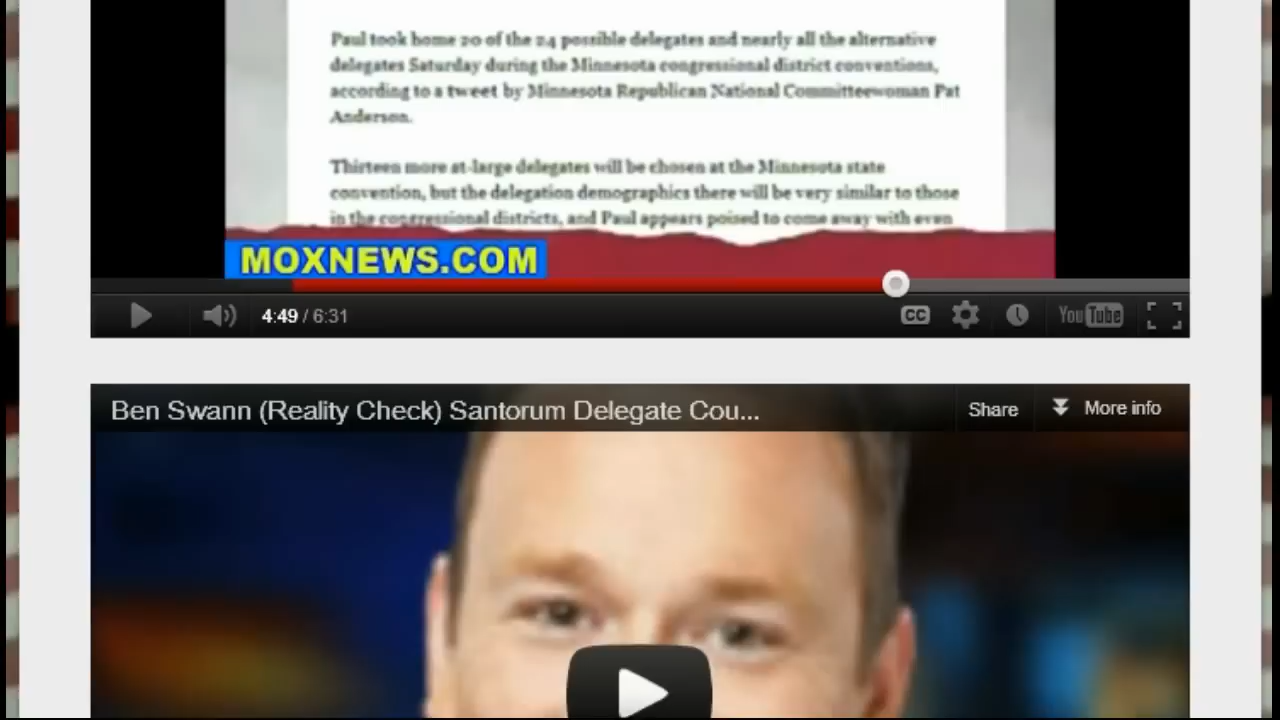 Paul took home 20 of the 24 possible delegates and nearly all the alternative
delegates Saturday during the Minnesota congressional district conventions,
according to a tweet by Minnesota Republican National Committeewoman Pat
Anderson.
Thirteen more at-large delegates will be chosen at the Minnesota state
convention, but the delegation demographics there will be very similar to those
in the congressional districts, and Paul appears poised to come away with even
MOXNEWS.COM
4:49 / 6:31
CC
YouTube
Ben Swann (Reality Check) Santorum Delegate Cou...
Share
More info